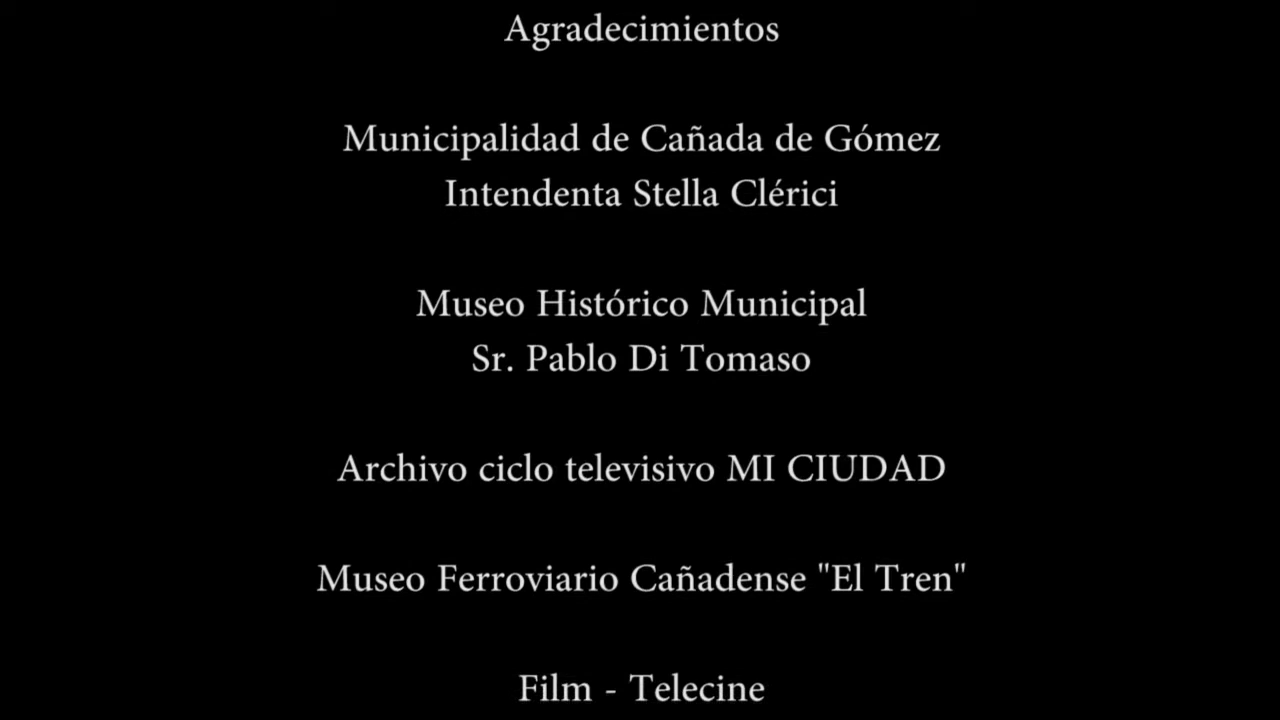 Agradecimientos
Municipalidad de Cañada de Gómez
Intendenta Stella Clérici
Museo Histórico Municipal
Sr. Pablo Di Tomaso
Archivo ciclo televisivo MI CIUDAD
Museo Ferroviario Cañadense "El Tren"
Film - Telecine